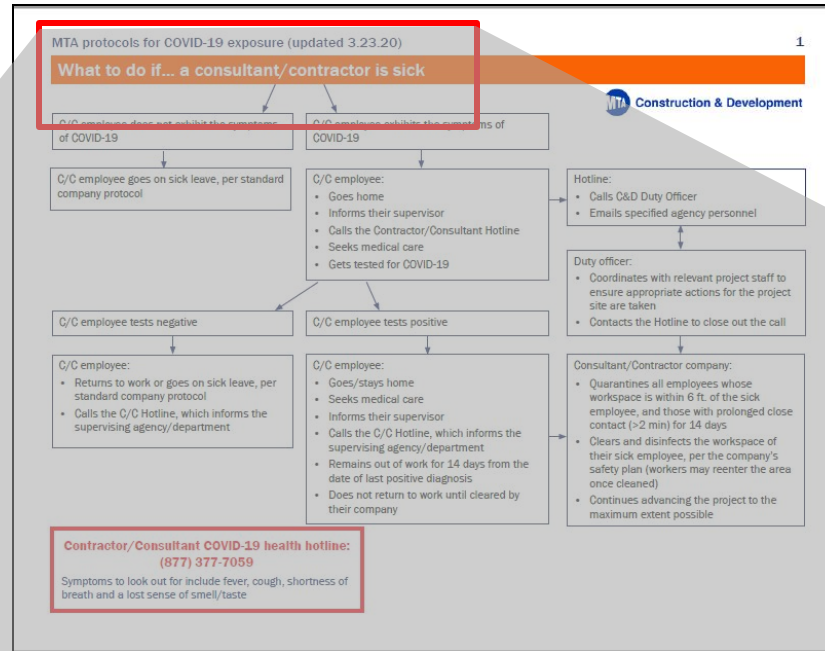 MTA protocols for COVID-19 exposure (updated 3.23.20)
1
What to do if... a consultant/contractor is sick
MTA Construction & Development
C/C employee does not exhibit the symptoms
of COVID-19
C/C employee exhibits the symptoms of
COVID-19
C/C employee goes on sick leave, per standard
company protocol
C/C employee:
• Goes home
• Informs their supervisor
• Calls the Contractor/Consultant Hotline
• Seeks medical care
• Gets tested for COVID-19
Hotline:
• Calls C&D Duty Officer
• Emails specified agency personnel
Duty officer:
• Coordinates with relevant project staff to
ensure appropriate actions for the project
site are taken
• Contacts the Hotline to close out the call
C/C employee tests negative
C/C employee tests positive
C/C employee:
• Returns to work or goes on sick leave, per
standard company protocol
• Calls the C/C Hotline, which informs the
supervising agency/department
C/C employee:
• Goes/stays home
• Seeks medical care
• Informs their supervisor
• Calls the C/C Hotline, which informs the
supervising agency/department
• Remains out of work for 14 days from the
date of last positive diagnosis
• Does not return to work until cleared by
their company
Consultant/Contractor company:
• Quarantines all employees whose
workspace is within 6 ft. of the sick
employee, and those with prolonged close
contact (>2 min) for 14 days
• Clears and disinfects the workspace of
their sick employee, per the company's
safety plan (workers may reenter the area
once cleaned)
• Continues advancing the project to the
maximum extent possible
Contractor/Consultant COVID-19 health hotline:
(877) 377-7059
Symptoms to look out for include fever, cough, shortness of
breath and a lost sense of smell/taste